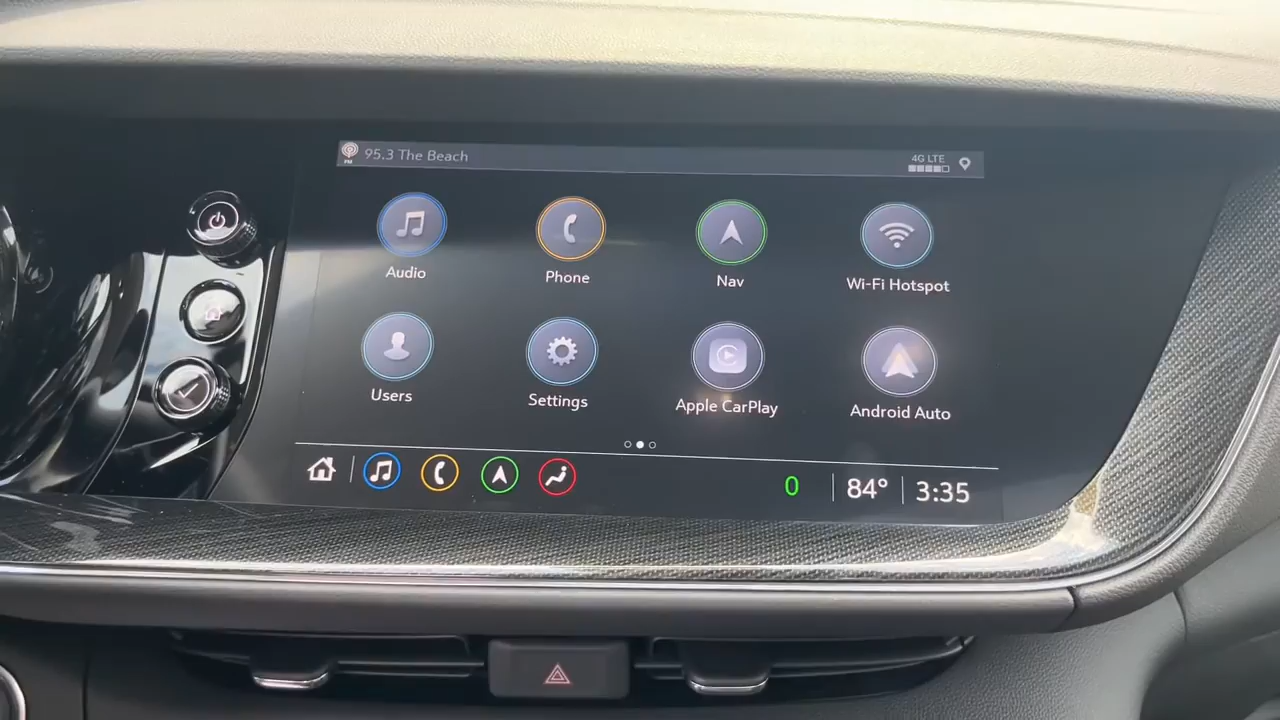 FM
95.3 The Beach
4G LTE
Audio
Phone
Nav
Wi-Fi Hotspot
Users
Settings
Apple CarPlay
Android Auto
0
84°
3:35